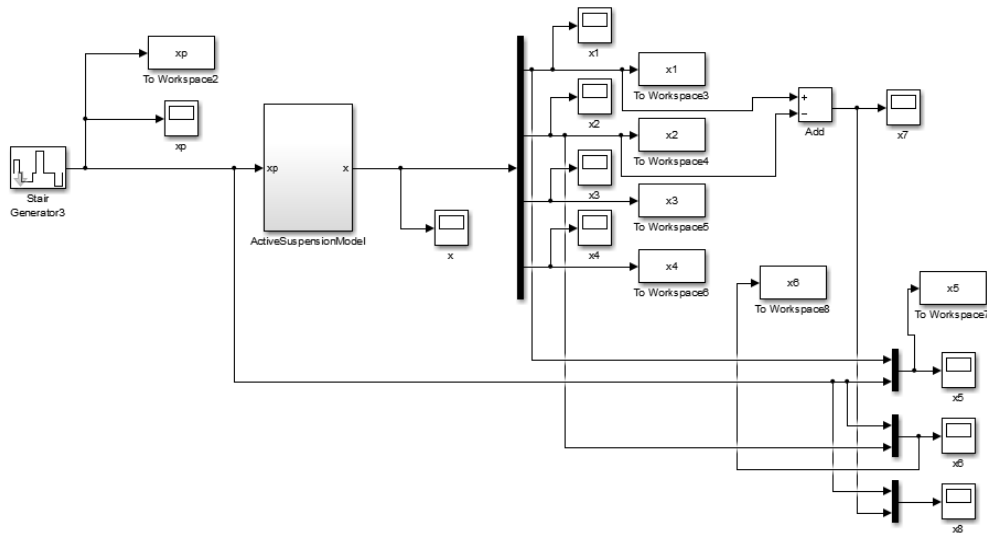 xp
To Workspace2
xp
Stair
Generator3
xp
x
ActiveSuspensionModel
x
x1
x1
To Workspace3
x2
x2
To Workspace4
x3
x3
To Workspace5
x4
x4
To Workspace6
+
−
Add
x7
x6
To Workspace8
x5
To Workspace7
x5
x6
x8